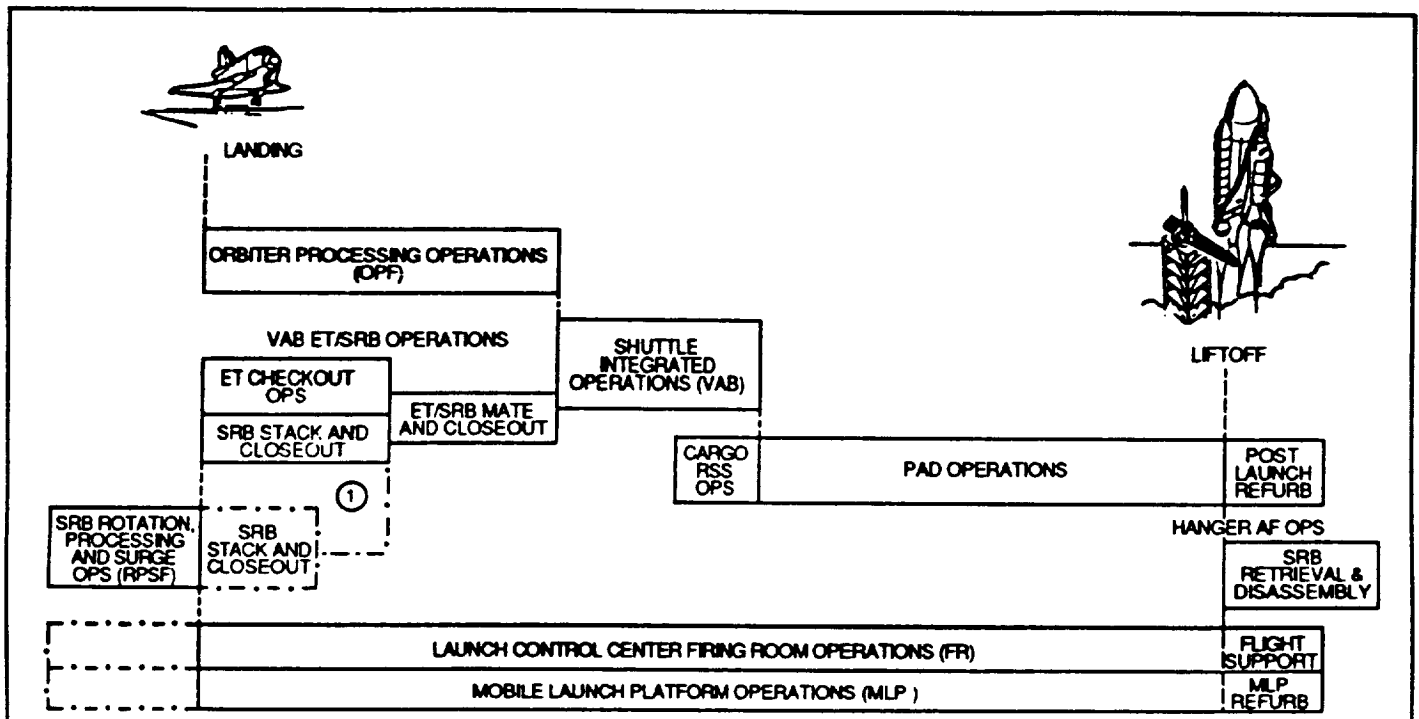 LANDING
ORBITER PROCESSING OPERATIONS
(OPF)
VAB ET/SRB OPERATIONS
SHUTTLE
INTEGRATED
OPERATIONS (VAB)
LIFTOFF
ET CHECKOUT
OPS
ET/SRB MATE
AND CLOSEOUT
SRB STACK AND
CLOSEOUT
CARGO
RSS
OPS
PAD OPERATIONS
POST
LAUNCH
REFURB
1
SRB ROTATION,
PROCESSING
AND SURGE
OPS (RPSF)
SRB
STACK AND
CLOSEOUT
HANGER AF OPS
SRB
RETRIEVAL &
DISASSEMBLY
LAUNCH CONTROL CENTER FIRING ROOM OPERATIONS (FR)
FLIGHT
SUPPORT
MOBILE LAUNCH PLATFORM OPERATIONS (MLP )
MLP
REFURB